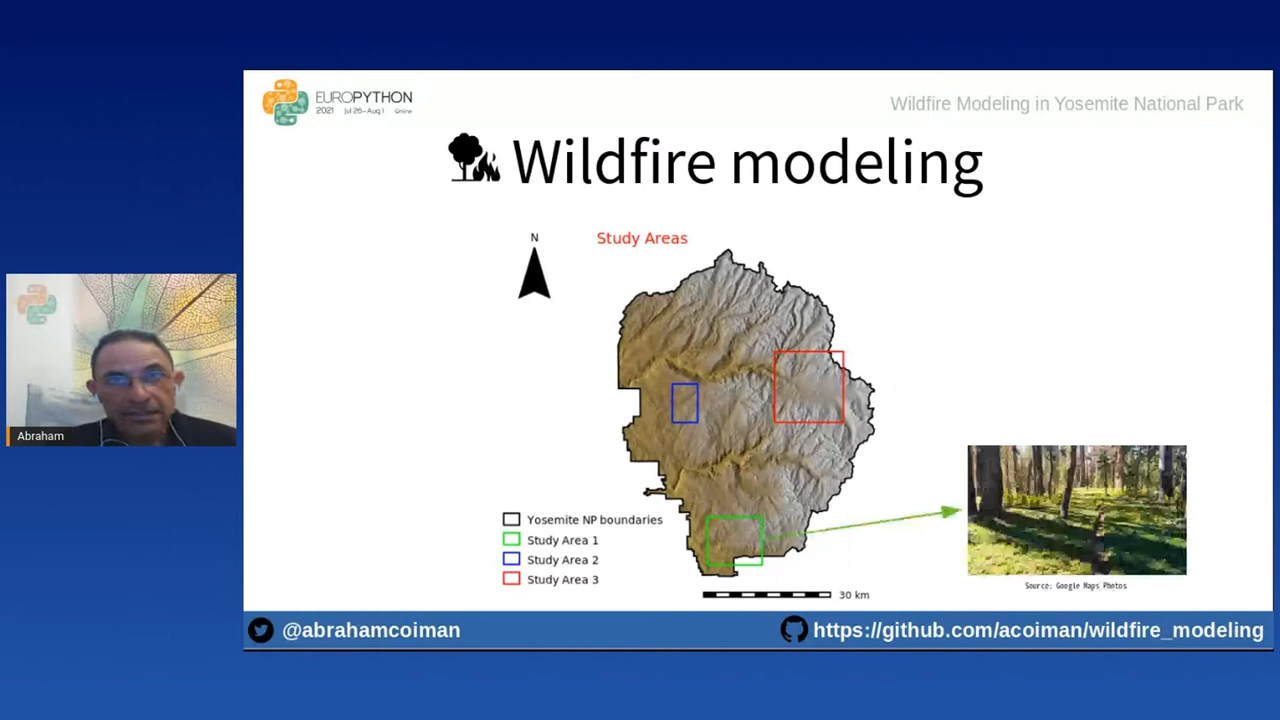 EUROPYTHON
2021 Jul 26-Aug 1 Online
Wildfire Modeling in Yosemite National Park
Wildfire modeling
N
Study Areas
Yosemite NP boundaries
Study Area 1
Study Area 2
Study Area 3
30 km
Source: Google Maps Photos
Abraham
@abrahamcoiman
https://github.com/acoiman/wildfire_modeling